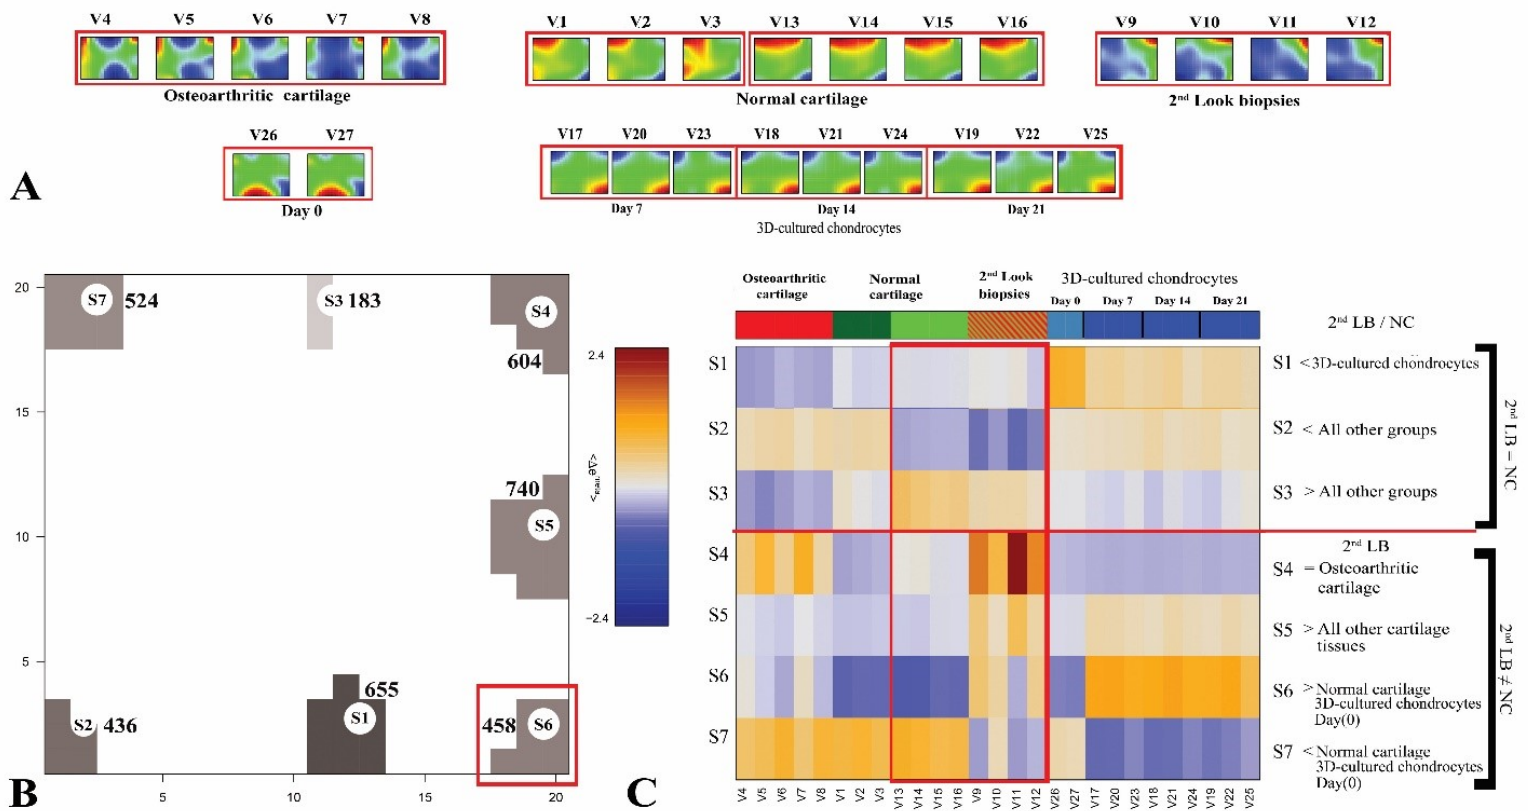 V4 V5 V6 V7 V8
Osteoarthritic cartilage
V1 V2 V3 V13 V14 V15 V16
Normal cartilage
V9 V10 V11 V12
2nd Look biopsies
V26 V27
Day 0
V17 V20 V23 V18 V21 V24 V19 V22 V25
Day 7 Day 14 Day 21
3D-cultured chondrocytes
A
20
15
10
5
5 10 15 20
S7 524
S3 183
S4
604
740
S5
655
S2 436
S1
458 S6
B
2.4
-2.4
Osteoarthritic
cartilage
Normal
cartilage
2nd Look
biopsies
3D-cultured chondrocytes
Day 0 Day 7 Day 14 Day 21
2nd LB / NC
S1
S2
S3
S4
S5
S6
S7
S1 < 3D-cultured chondrocytes
S2 < All other groups
S3 > All other groups
2nd LB = NC
2nd LB
S4 = Osteoarthritic
cartilage
S5 > All other cartilage
tissues
S6 > Normal cartilage
3D-cultured chondrocytes
Day(0)
S7 < Normal cartilage
3D-cultured chondrocytes
Day(0)
2nd LB ≠ NC
V4 V5 V6 V7 V8 V1 V2 V3 V13 V14 V15 V16 V9 V10 V11 V12 V26 V27 V17 V20 V23 V18 V21 V24 V19 V22 V25
C